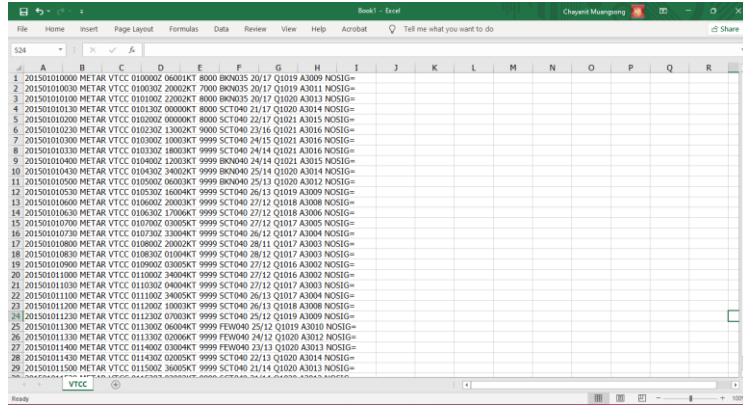 Book1 - Excel
Chayanit Muangsong
File Home Insert Page Layout Formulas Data Review View Help Acrobat Tell me what you want to do Share
S24 fx
A B C D E F G H I J K L M N O P Q R
1 201501010000 METAR VTCC 010000Z 06001KT 8000 BKN035 20/17 Q1019 A3009 NOSIG=
2 201501010030 METAR VTCC 010030Z 20002KT 7000 BKN035 20/17 Q1019 A3011 NOSIG=
3 201501010100 METAR VTCC 010100Z 22002KT 8000 BKN035 20/17 Q1020 A3013 NOSIG=
4 201501010130 METAR VTCC 010130Z 00000KT 8000 SCT040 21/17 Q1020 A3014 NOSIG=
5 201501010200 METAR VTCC 010200Z 00000KT 8000 SCT040 22/17 Q1021 A3015 NOSIG=
6 201501010230 METAR VTCC 010230Z 13002KT 9000 SCT040 23/16 Q1021 A3016 NOSIG=
7 201501010300 METAR VTCC 010300Z 10003KT 9999 SCT040 24/15 Q1021 A3016 NOSIG=
8 201501010330 METAR VTCC 010330Z 18003KT 9999 SCT040 24/14 Q1021 A3016 NOSIG=
9 201501010400 METAR VTCC 010400Z 12003KT 9999 BKN040 24/14 Q1021 A3015 NOSIG=
10 201501010430 METAR VTCC 010430Z 34002KT 9999 BKN040 25/14 Q1020 A3014 NOSIG=
11 201501010500 METAR VTCC 010500Z 06003KT 9999 BKN040 25/13 Q1020 A3012 NOSIG=
12 201501010530 METAR VTCC 010530Z 16004KT 9999 SCT040 26/13 Q1019 A3009 NOSIG=
13 201501010600 METAR VTCC 010600Z 20003KT 9999 SCT040 27/12 Q1018 A3008 NOSIG=
14 201501010630 METAR VTCC 010630Z 17006KT 9999 SCT040 27/12 Q1018 A3006 NOSIG=
15 201501010700 METAR VTCC 010700Z 03005KT 9999 SCT040 27/12 Q1017 A3005 NOSIG=
16 201501010730 METAR VTCC 010730Z 33004KT 9999 SCT040 26/12 Q1017 A3004 NOSIG=
17 201501010800 METAR VTCC 010800Z 20002KT 9999 SCT040 28/11 Q1017 A3003 NOSIG=
18 201501010830 METAR VTCC 010830Z 01004KT 9999 SCT040 28/12 Q1017 A3003 NOSIG=
19 201501010900 METAR VTCC 010900Z 03005KT 9999 SCT040 27/12 Q1016 A3002 NOSIG=
20 201501011000 METAR VTCC 011000Z 34004KT 9999 SCT040 27/12 Q1016 A3002 NOSIG=
21 201501011030 METAR VTCC 011030Z 04004KT 9999 SCT040 27/12 Q1017 A3003 NOSIG=
22 201501011100 METAR VTCC 011100Z 34005KT 9999 SCT040 26/13 Q1017 A3004 NOSIG=
23 201501011200 METAR VTCC 011200Z 10003KT 9999 SCT040 26/13 Q1018 A3008 NOSIG=
24 201501011230 METAR VTCC 011230Z 07003KT 9999 SCT040 25/12 Q1019 A3009 NOSIG=
25 201501011300 METAR VTCC 011300Z 06004KT 9999 FEW040 25/12 Q1019 A3010 NOSIG=
26 201501011330 METAR VTCC 011330Z 02006KT 9999 FEW040 24/12 Q1020 A3012 NOSIG=
27 201501011400 METAR VTCC 011400Z 03004KT 9999 FEW040 23/13 Q1020 A3013 NOSIG=
28 201501011430 METAR VTCC 011430Z 02005KT 9999 SCT040 22/13 Q1020 A3014 NOSIG=
29 201501011500 METAR VTCC 011500Z 36005KT 9999 SCT040 21/14 Q1020 A3013 NOSIG=
VTCC
Ready